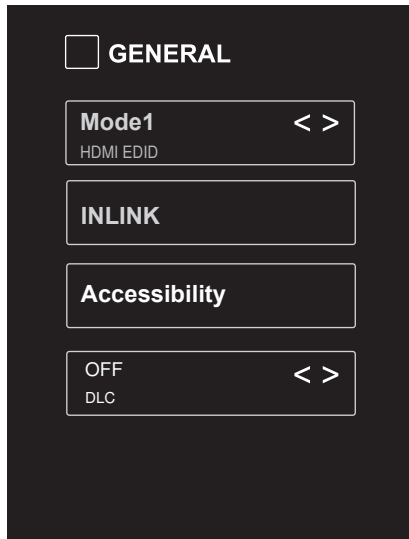 GENERAL
Mode1 < >
HDMI EDID
INLINK
Accessibility
OFF < >
DLC